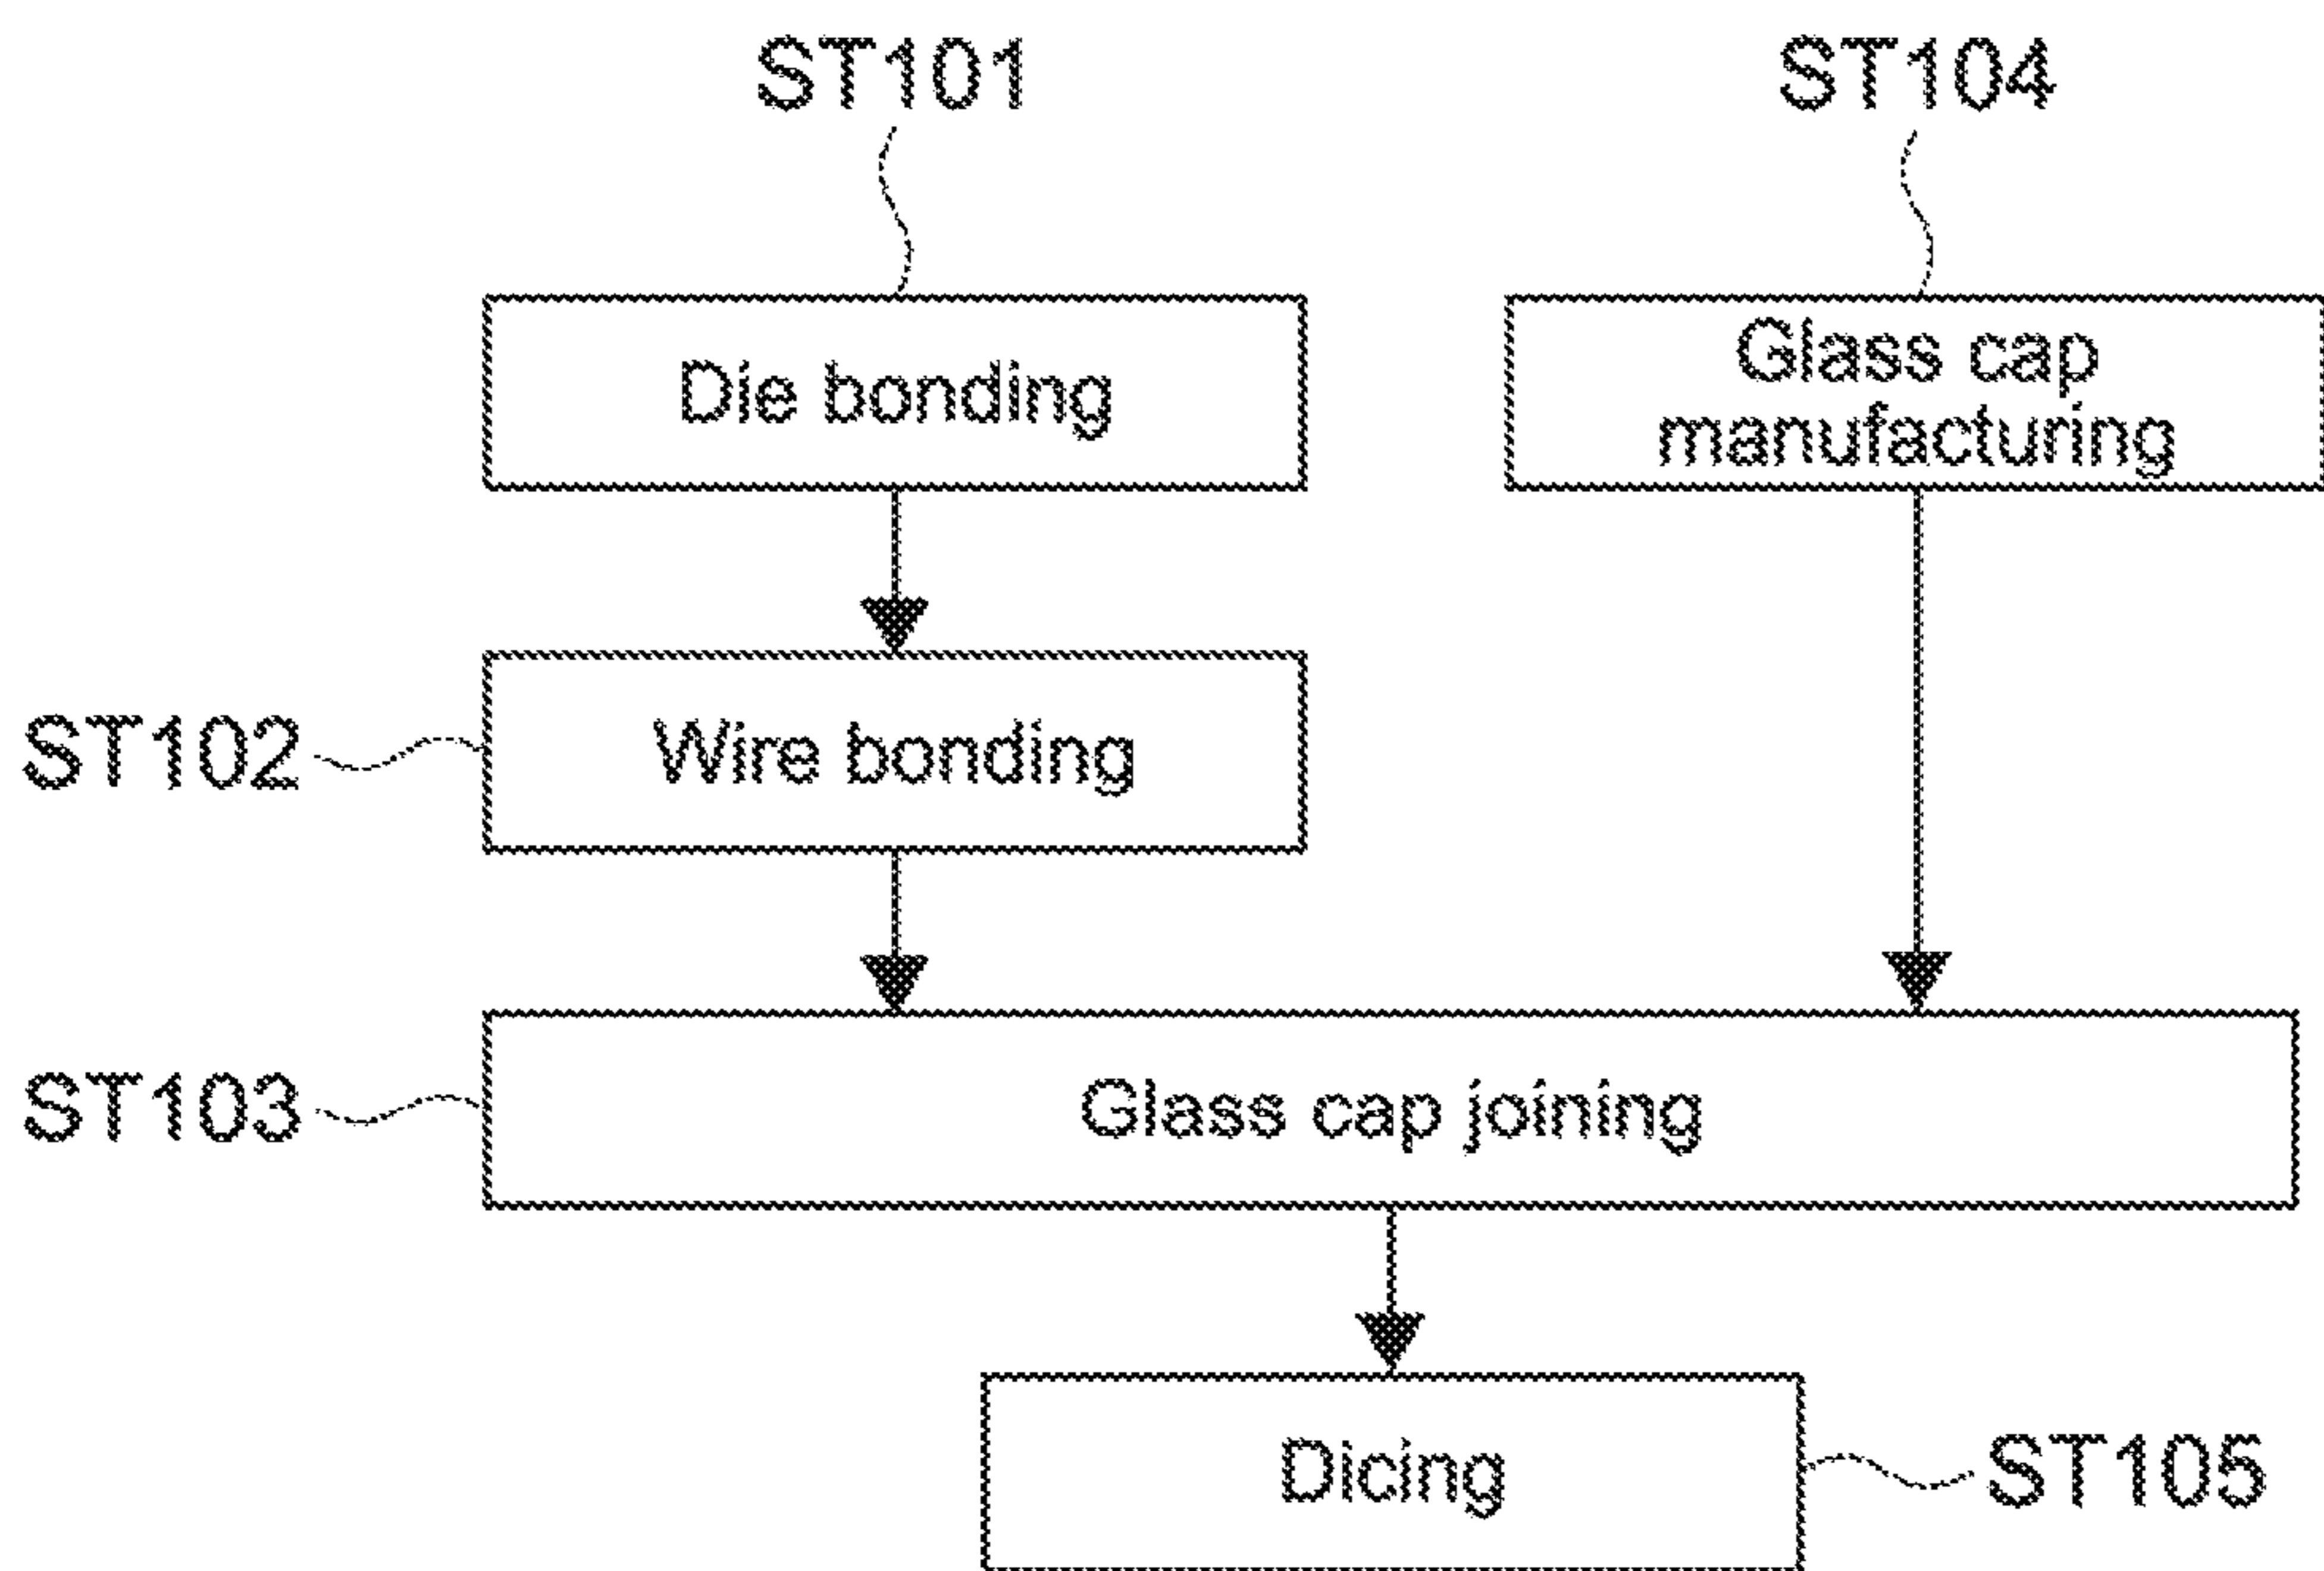 ST101
ST104
Die bonding
Glass cap
manufacturing
ST102
Wire bonding
ST103
Glass cap joining
Dicing
ST105